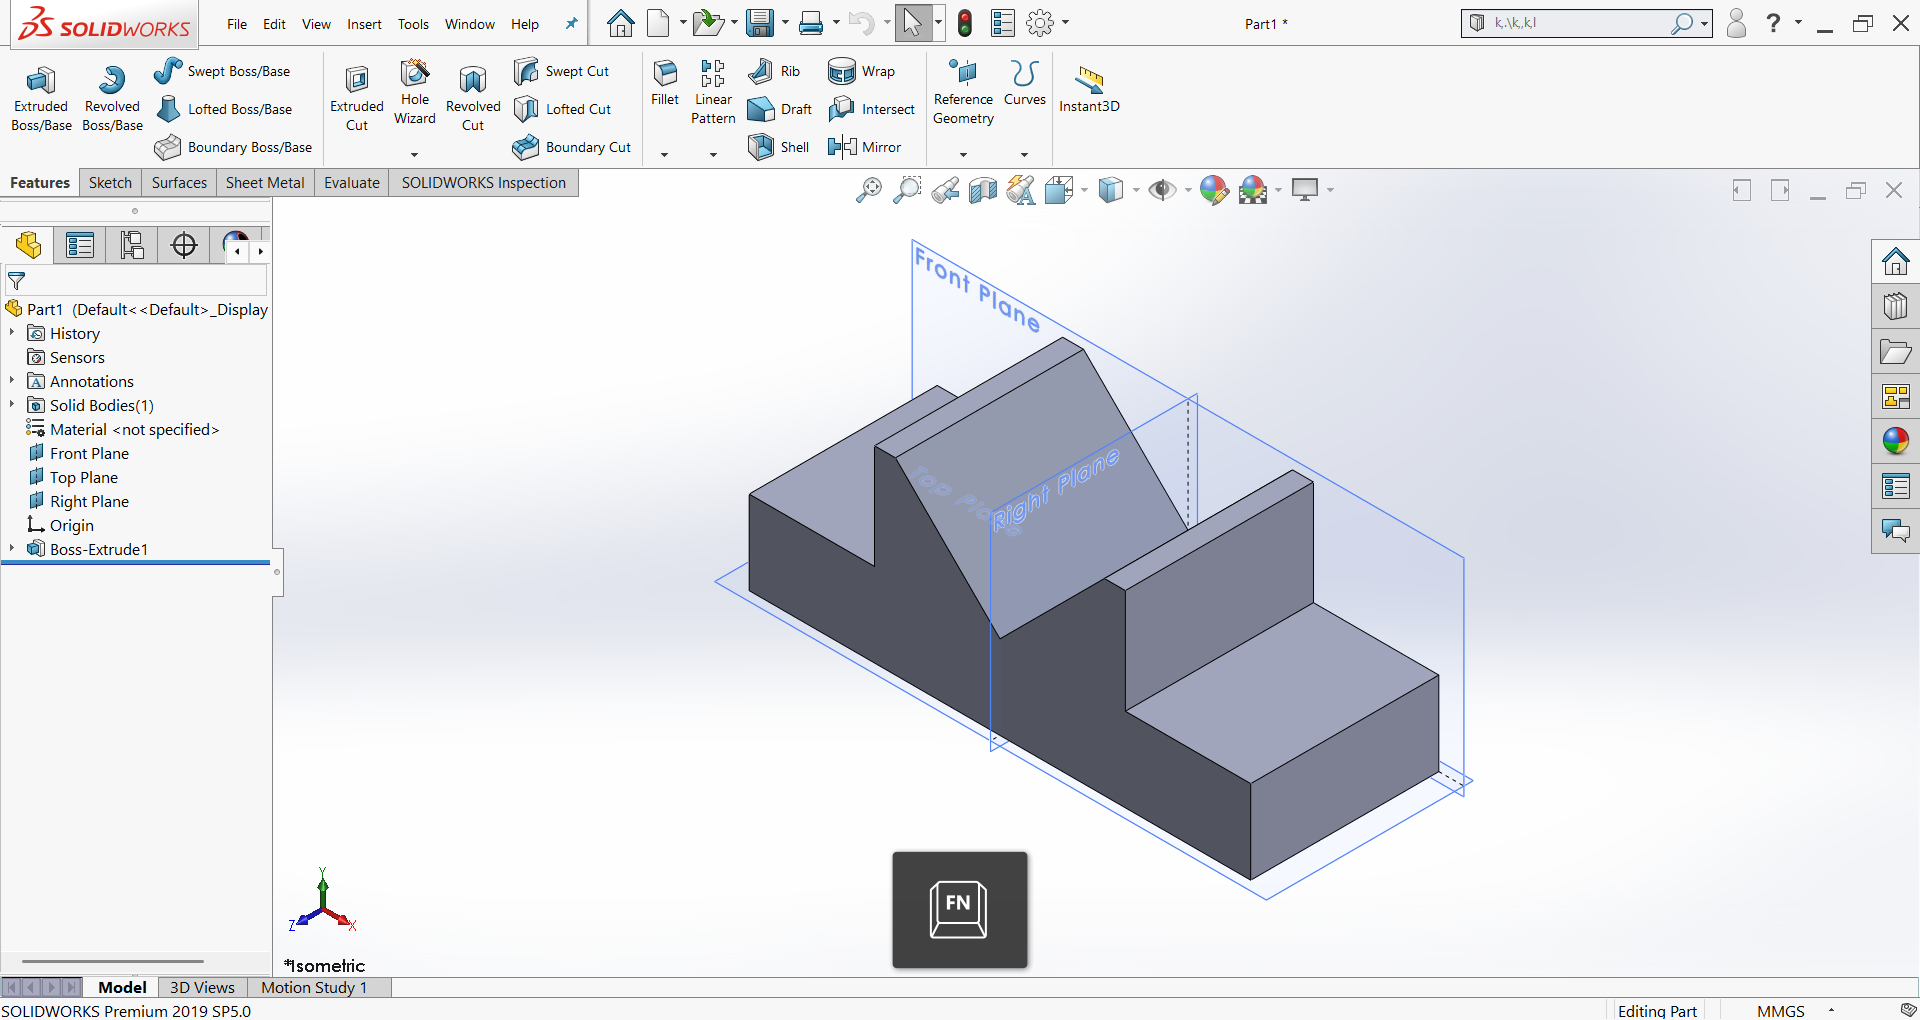 SOLIDWORKS
File Edit View Insert Tools Window Help
Part1 *
k,.\k,k,l
?
Extruded Boss/Base
Revolved Boss/Base
Swept Boss/Base
Lofted Boss/Base
Boundary Boss/Base
Extruded Cut
Hole Wizard
Revolved Cut
Swept Cut
Lofted Cut
Boundary Cut
Fillet
Linear Pattern
Rib
Draft
Shell
Wrap
Intersect
Mirror
Reference Geometry
Curves
Instant3D
Features Sketch Surfaces Sheet Metal Evaluate SOLIDWORKS Inspection
Part1 (Default<<Default>_Display
History
Sensors
Annotations
Solid Bodies(1)
Material <not specified>
Front Plane
Top Plane
Right Plane
Origin
Boss-Extrude1
Front Plane
Top Plane
Right Plane
FN
Y
Z
X
*Isometric
Model 3D Views Motion Study 1
SOLIDWORKS Premium 2019 SP5.0
Editing Part
MMGS